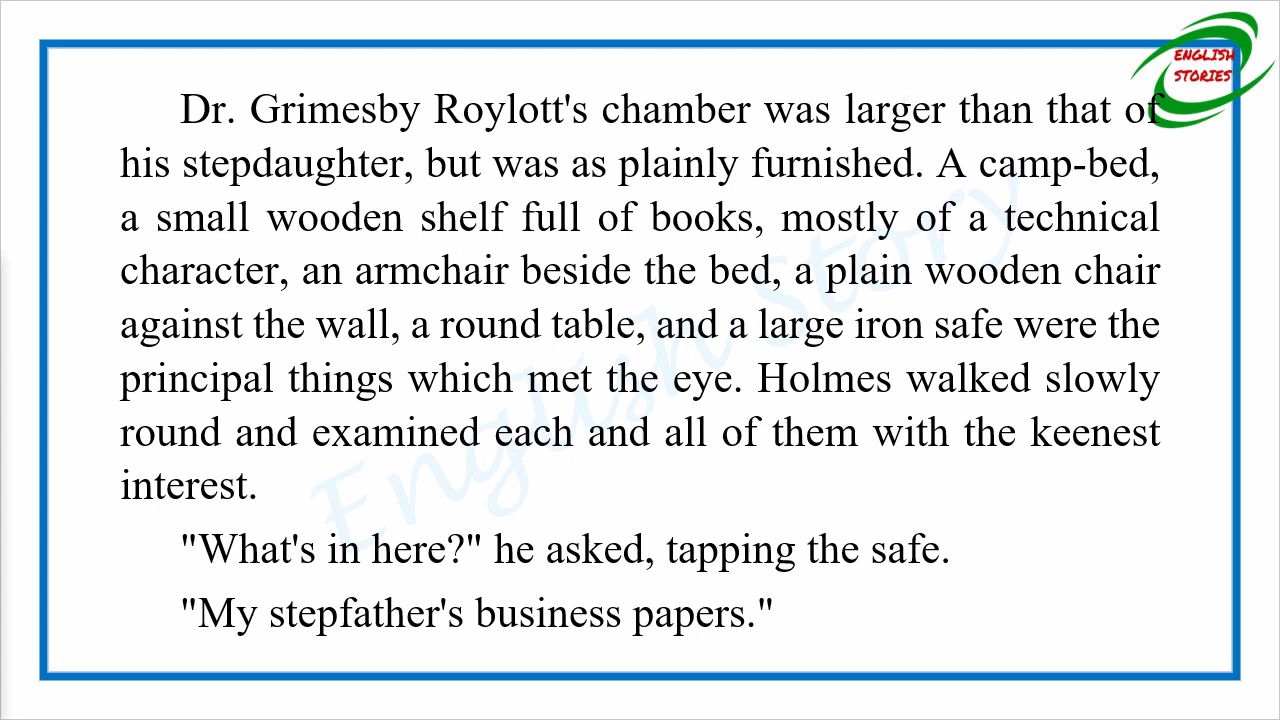 ENGLISH
STORIES
Dr. Grimesby Roylott's chamber was larger than that of
his stepdaughter, but was as plainly furnished. A camp-bed,
a small wooden shelf full of books, mostly of a technical
character, an armchair beside the bed, a plain wooden chair
against the wall, a round table, and a large iron safe were the
principal things which met the eye. Holmes walked slowly
round and examined each and all of them with the keenest
interest.
"What's in here?" he asked, tapping the safe.
"My stepfather's business papers."
English Story